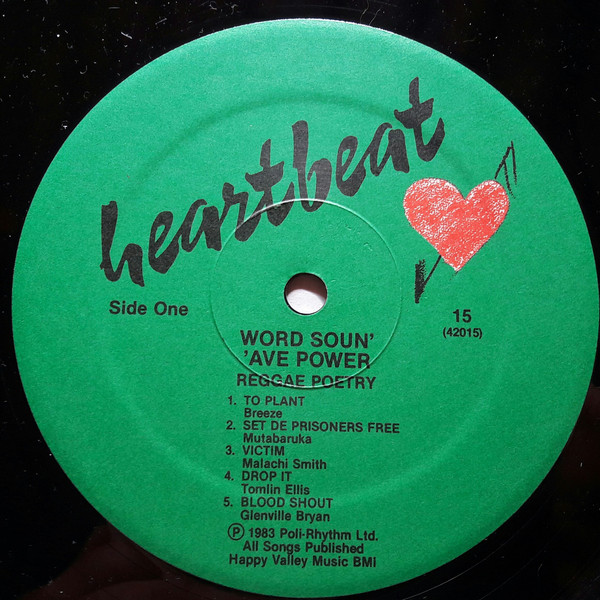 heartbeat
Side One
15
(42015)
WORD SOUN'
'AVE POWER
REGGAE POETRY
1. TO PLANT
Breeze
2. SET DE PRISONERS FREE
Mutabaruka
3. VICTIM
Malachi Smith
4. DROP IT
Tomlin Ellis
5. BLOOD SHOUT
Glenville Bryan
℗ 1983 Poli-Rhythm Ltd.
All Songs Published
Happy Valley Music BMI